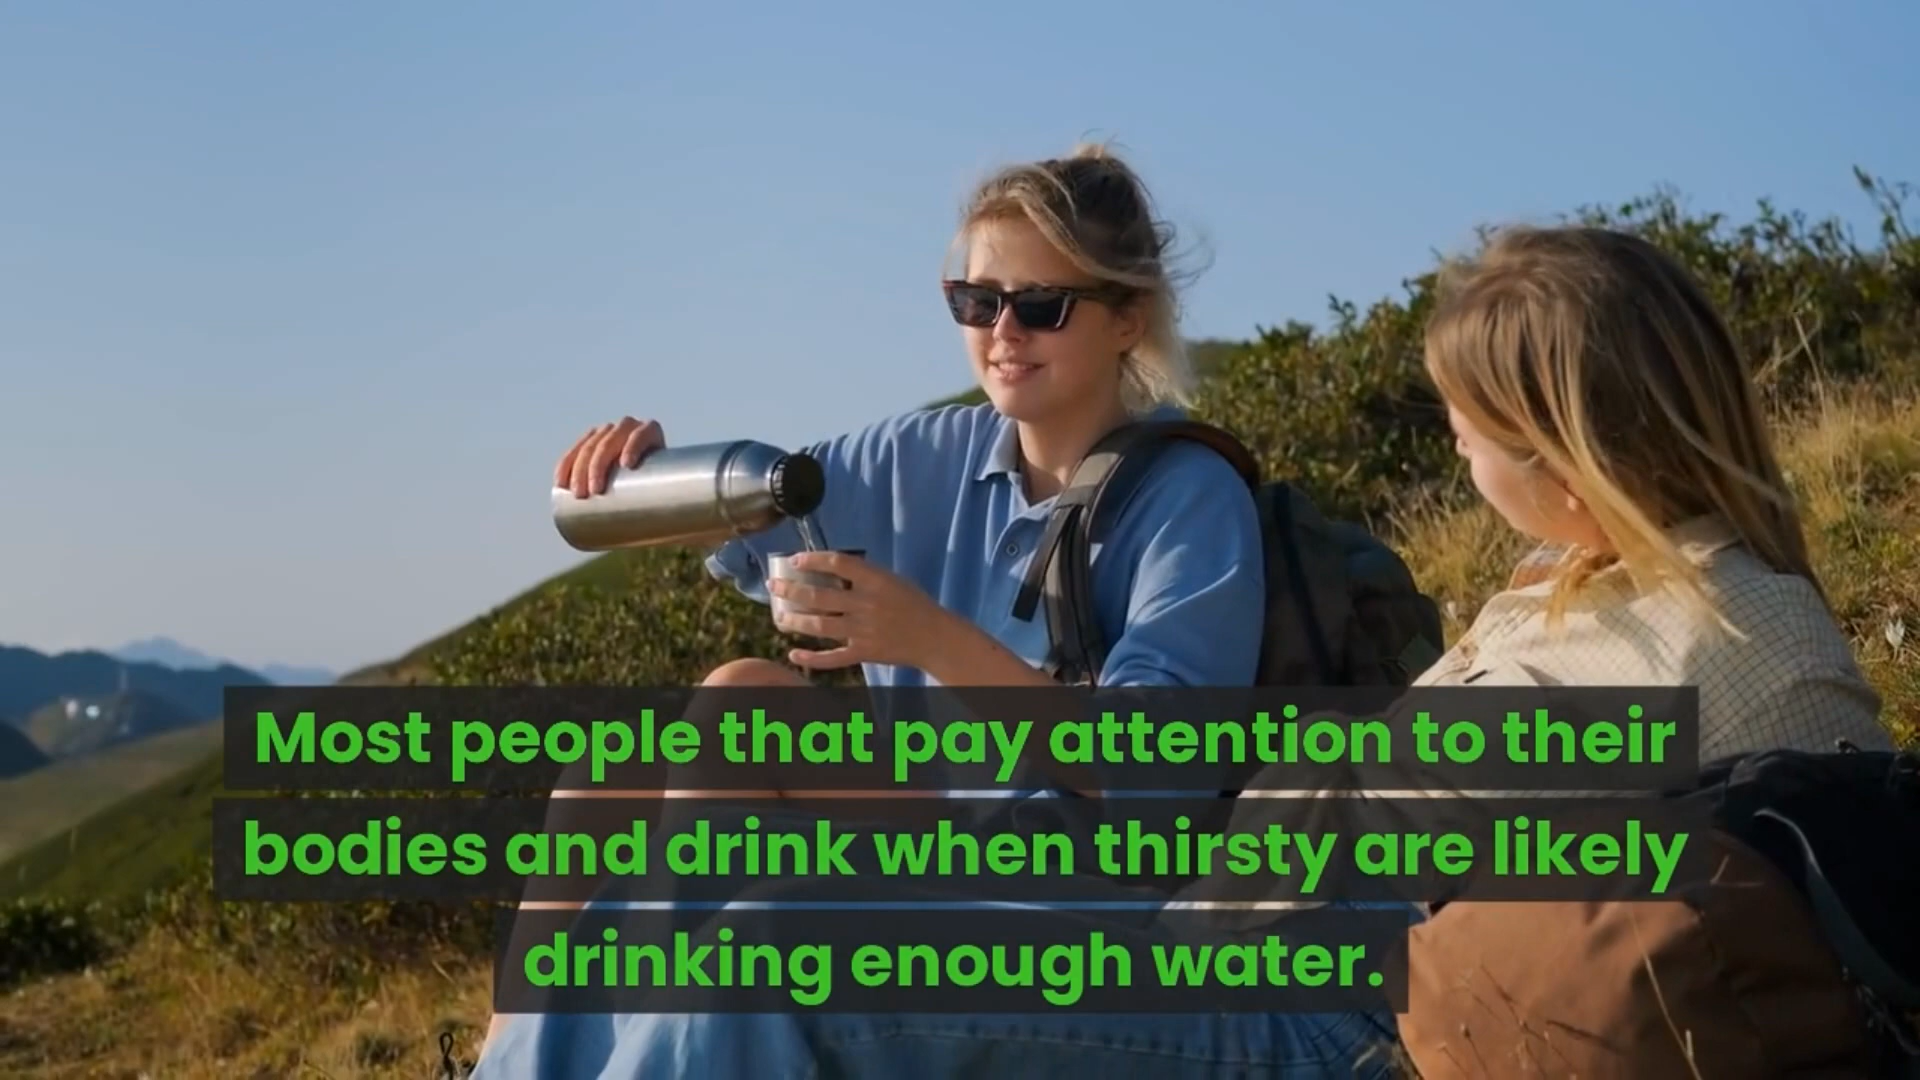 Most people that pay attention to their
bodies and drink when thirsty are likely
drinking enough water.